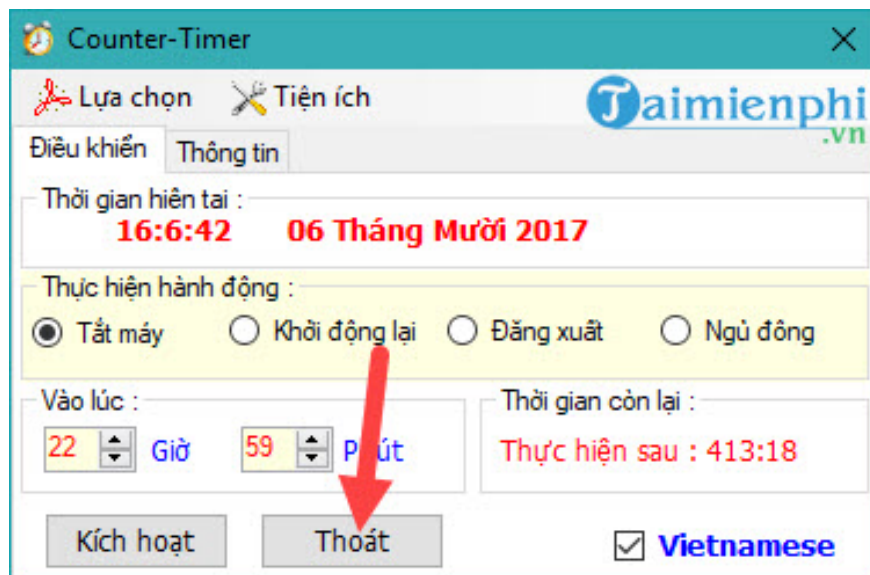 Counter-Timer
Lựa chọn Tiện ích
Taimienphi
.vn
Điều khiển Thông tin
Thời gian hiện tai :
16:6:42 06 Tháng Mười 2017
Thực hiện hành động :
Tắt máy Khởi động lại Đăng xuất Ngủ đông
Vào lúc : Thời gian còn lại :
22 Giờ 59 Phút Thực hiện sau : 413:18
Kích hoạt Thoát Vietnamese